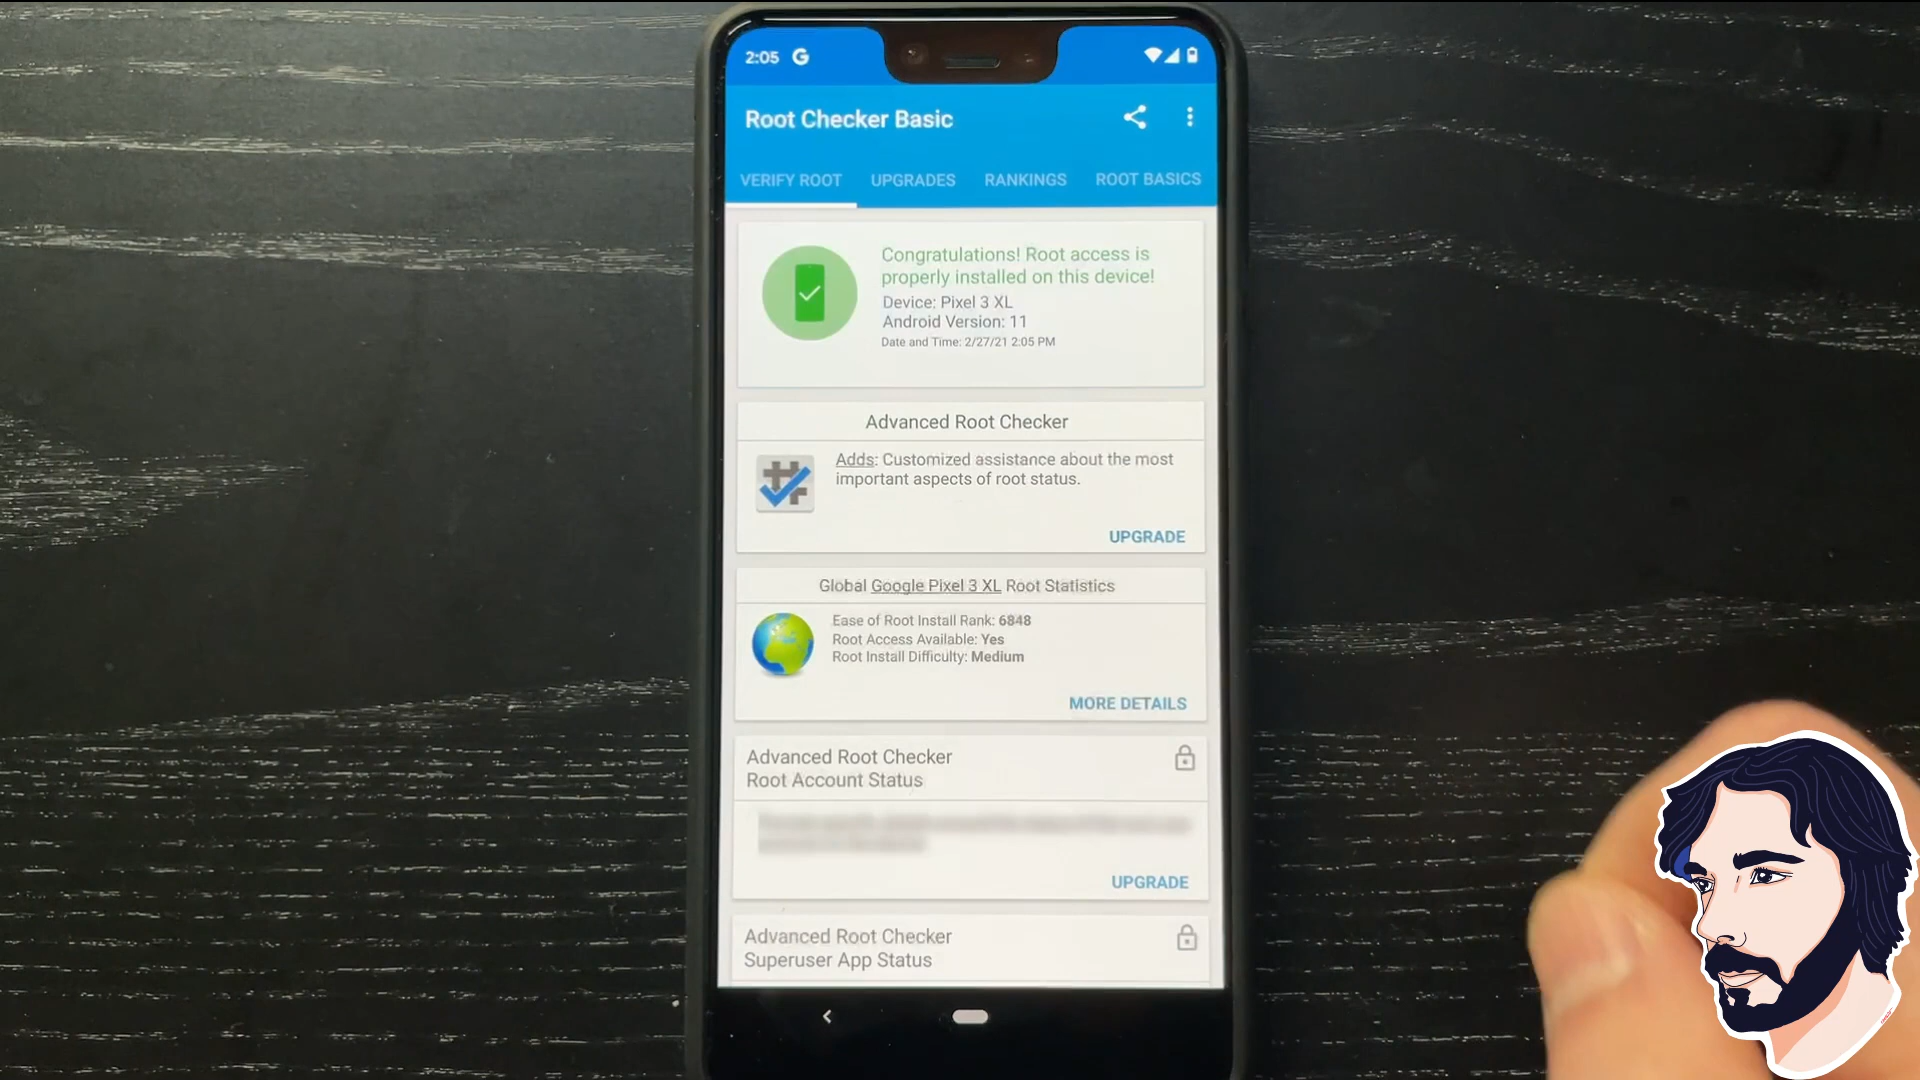 2:05 G
Root Checker Basic
VERIFY ROOT UPGRADES RANKINGS ROOT BASICS
Congratulations! Root access is
properly installed on this device!
Device: Pixel 3 XL
Android Version: 11
Date and Time: 2/27/21 2:05 PM
Advanced Root Checker
Adds: Customized assistance about the most
important aspects of root status.
UPGRADE
Global Google Pixel 3 XL Root Statistics
Ease of Root Install Rank: 6848
Root Access Available: Yes
Root Install Difficulty: Medium
MORE DETAILS
Advanced Root Checker
Root Account Status
UPGRADE
Advanced Root Checker
Superuser App Status